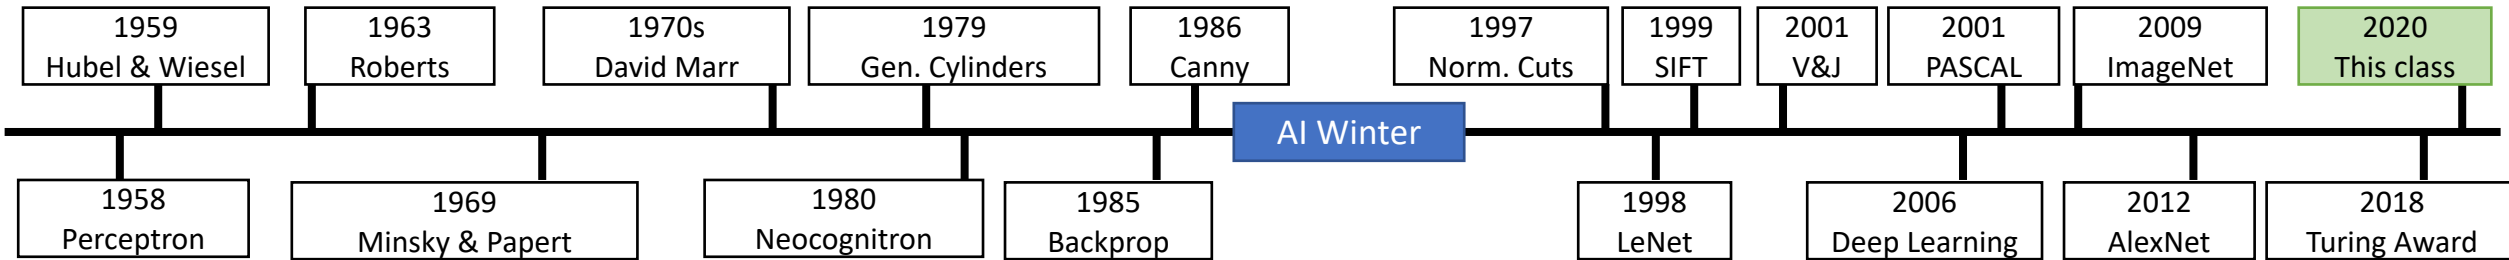 1959
Hubel & Wiesel
1963
Roberts
1970s
David Marr
1979
Gen. Cylinders
1986
Canny
1997
Norm. Cuts
1999
SIFT
2001
V&J
2001
PASCAL
2009
ImageNet
2020
This class
AI Winter
1958
Perceptron
1969
Minsky & Papert
1980
Neocognitron
1985
Backprop
1998
LeNet
2006
Deep Learning
2012
AlexNet
2018
Turing Award